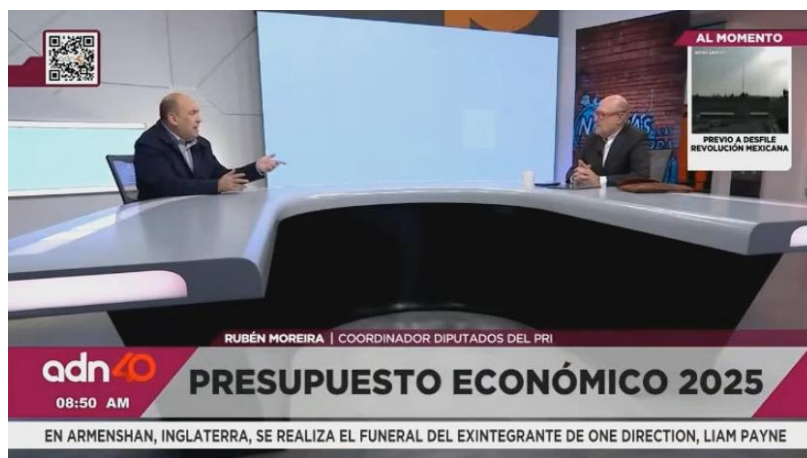 AL MOMENTO
PREVIO A DESFILE
REVOLUCIÓN MEXICANA
RUBÉN MOREIRA | COORDINADOR DIPUTADOS DEL PRI
adn40
PRESUPUESTO ECONÓMICO 2025
08:50 AM
EN ARMENSHAN, INGLATERRA, SE REALIZA EL FUNERAL DEL EXINTEGRANTE DE ONE DIRECTION, LIAM PAYNE